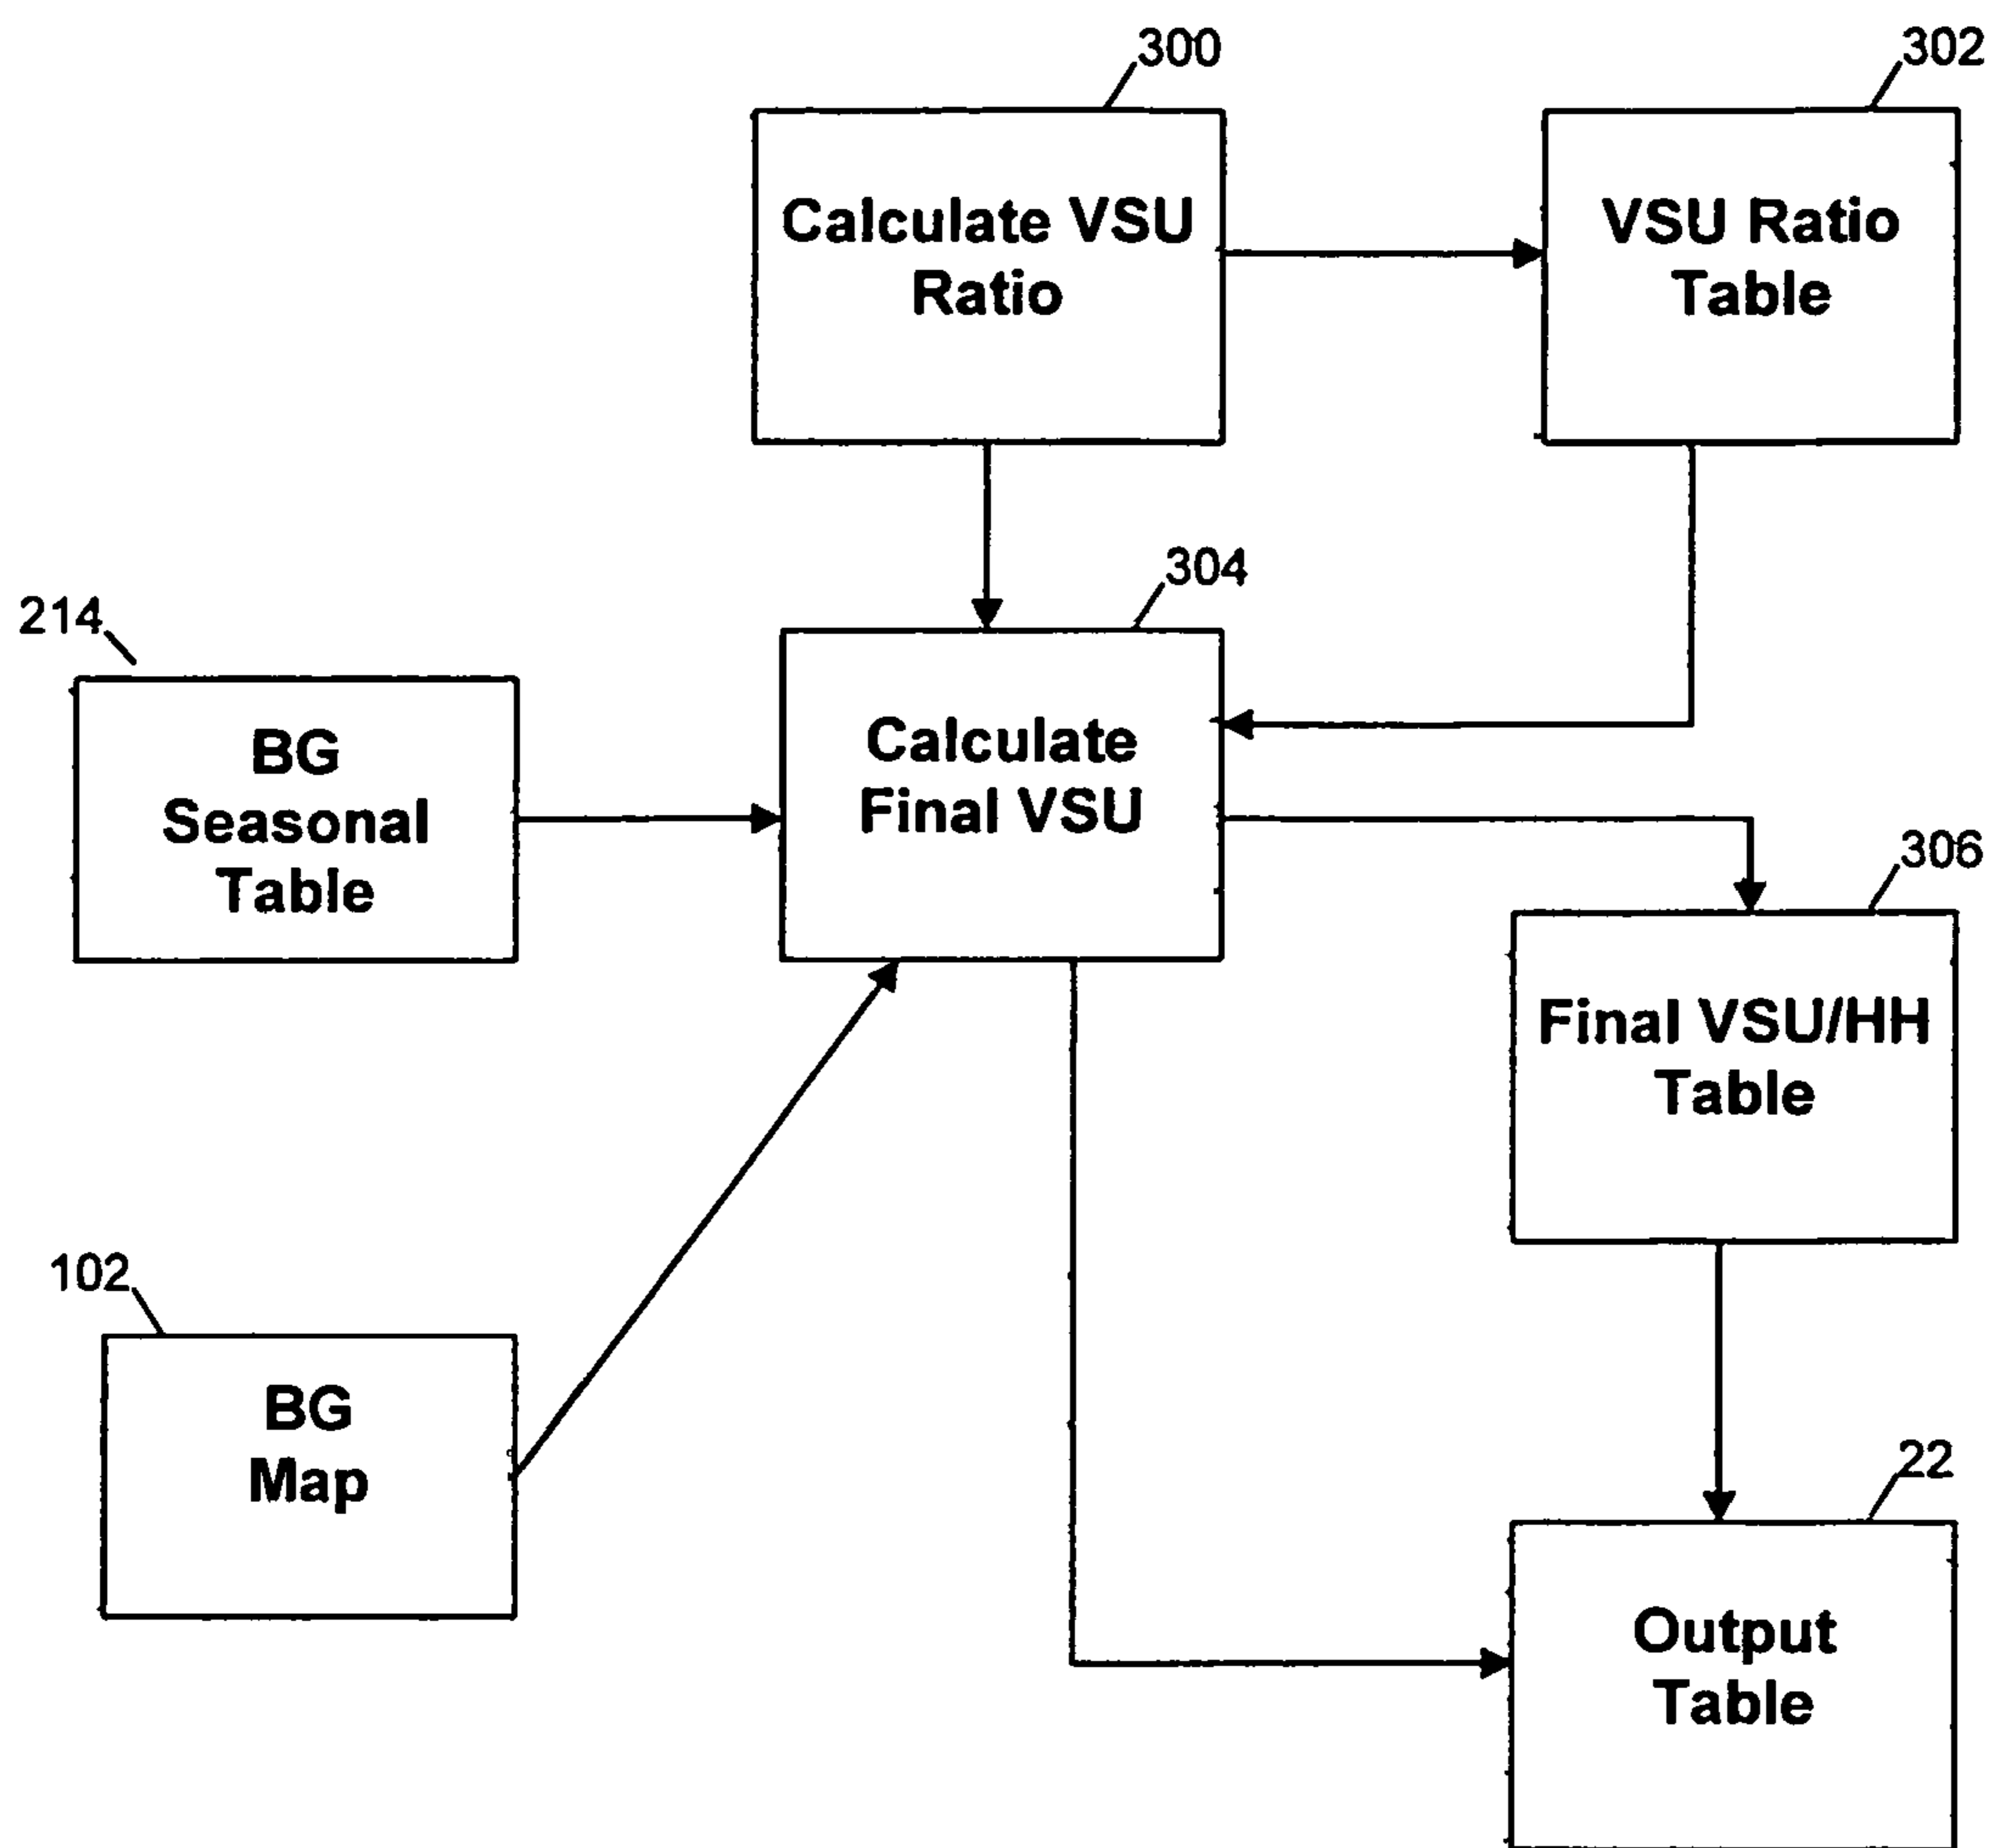 300
302
Calculate VSU
Ratio
VSU Ratio
Table
304
214
Calculate
Final VSU
BG
Seasonal
Table
306
Final VSU/HH
Table
102
BG
Map
22
Output
Table